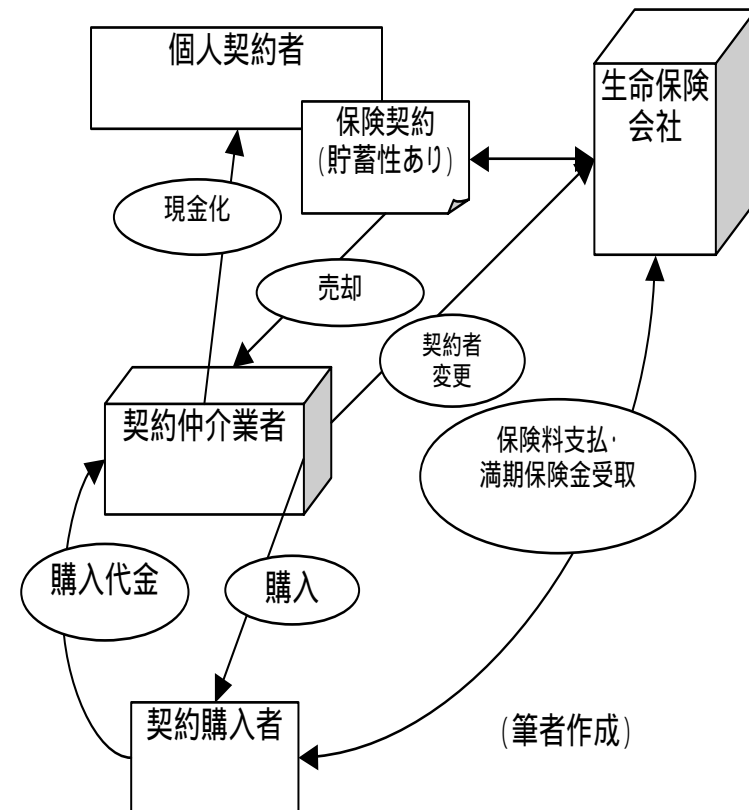 個人契約者
生命保険
会社
保険契約
(貯蓄性あり)
現金化
売却
契約者
変更
契約仲介業者
保険料支払・
満期保険金受取
購入代金
購入
契約購入者
(筆者作成)